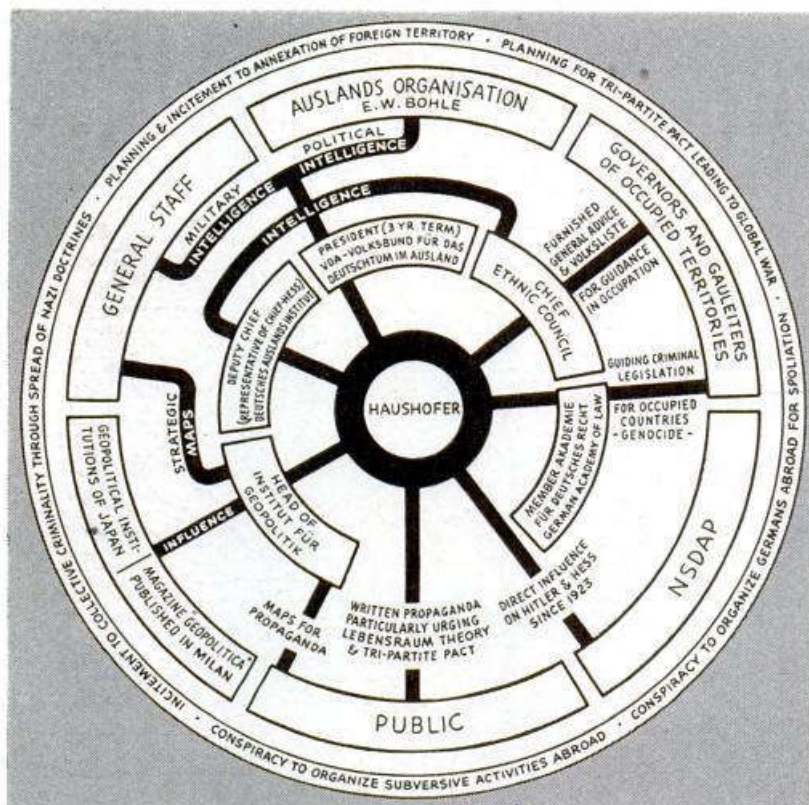 PLANNING & INCITEMENT TO ANNEXATION OF FOREIGN TERRITORY · PLANNING FOR TRI-PARTITE PACT LEADING TO GLOBAL WAR ·
CONSPIRACY TO ORGANIZE GERMANS ABROAD FOR SPOLIATION ·
CONSPIRACY TO ORGANIZE SUBVERSIVE ACTIVITIES ABROAD ·
INCITEMENT TO COLLECTIVE CRIMINALITY THROUGH SPREAD OF NAZI DOCTRINES ·
AUSLANDS ORGANISATION
E.W. BOHLE
GOVERNORS AND GAULEITERS
OF OCCUPIED TERRITORIES
NSDAP
PUBLIC
MAGAZINE "GEOPOLITICA"
PUBLISHED IN MILAN
GEOPOLITICAL INSTI-
TUTIONS OF JAPAN
GENERAL STAFF
POLITICAL
INTELLIGENCE
MILITARY
INTELLIGENCE
INTELLIGENCE
PRESIDENT (3 YR. TERM)
VDA-VOLKSBUND FÜR DAS
DEUTSCHTUM IM AUSLAND
CHIEF
ETHNIC COUNCIL
FURNISHED
GENERAL ADVICE
& VOLKSLISTE
FOR GUIDANCE
IN OCCUPATION
DEPUTY CHIEF
(REPRESENTATIVE OF CHIEF-HESS)
DEUTSCHES AUSLANDS INSTITUT
HAUSHOFER
GUIDING CRIMINAL
LEGISLATION
FOR OCCUPIED
COUNTRIES
- GENOCIDE -
MEMBER AKADEMIE
FÜR DEUTSCHES RECHT
GERMAN ACADEMY OF LAW
STRATEGIC
MAPS
HEAD OF
INSTITUT FÜR
GEOPOLITIK
INFLUENCE
MAPS FOR
PROPAGANDA
WRITTEN PROPAGANDA
PARTICULARLY URGING
LEBENSRAUM THEORY
& TRI-PARTITE PACT
DIRECT INFLUENCE
ON HITLER & HESS
SINCE 1923